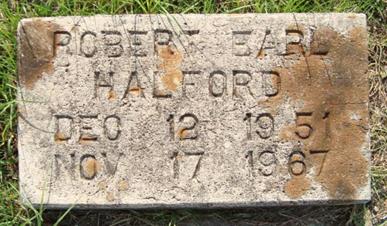 ROBERT EARL
HALFORD
DEC 12 1951
NOV 17 1967